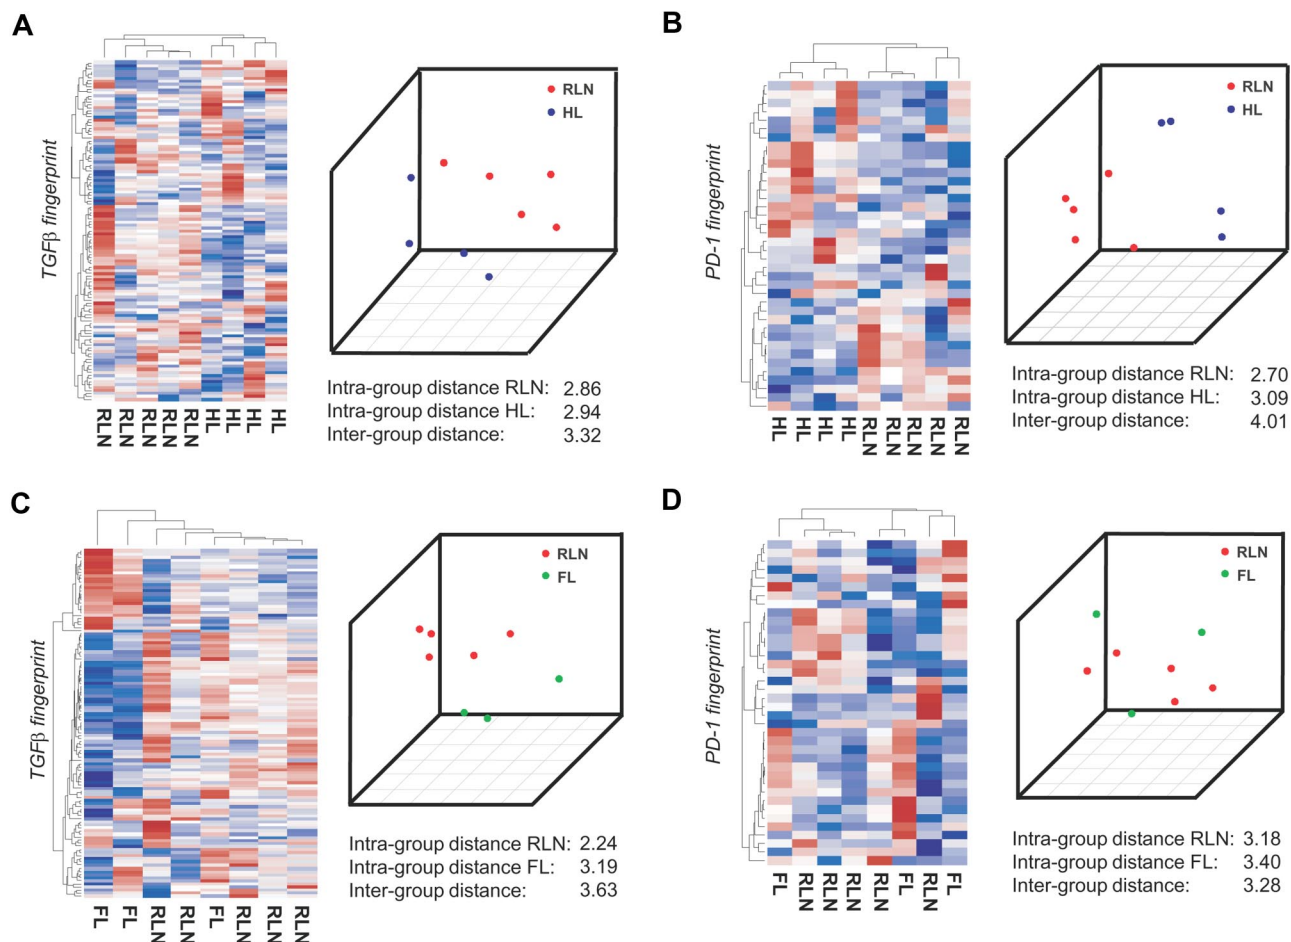 A
TGFβ fingerprint
RLN RLN RLN RLN RLN HL HL HL HL
RLN
HL
Intra-group distance RLN: 2.86
Intra-group distance HL: 2.94
Inter-group distance: 3.32
B
PD-1 fingerprint
HL HL HL HL RLN RLN RLN RLN RLN
RLN
HL
Intra-group distance RLN: 2.70
Intra-group distance HL: 3.09
Inter-group distance: 4.01
C
TGFβ fingerprint
FL FL RLN RLN FL RLN RLN RLN
RLN
FL
Intra-group distance RLN: 2.24
Intra-group distance FL: 3.19
Inter-group distance: 3.63
D
PD-1 fingerprint
FL RLN RLN RLN RLN FL RLN FL
RLN
FL
Intra-group distance RLN: 3.18
Intra-group distance FL: 3.40
Inter-group distance: 3.28